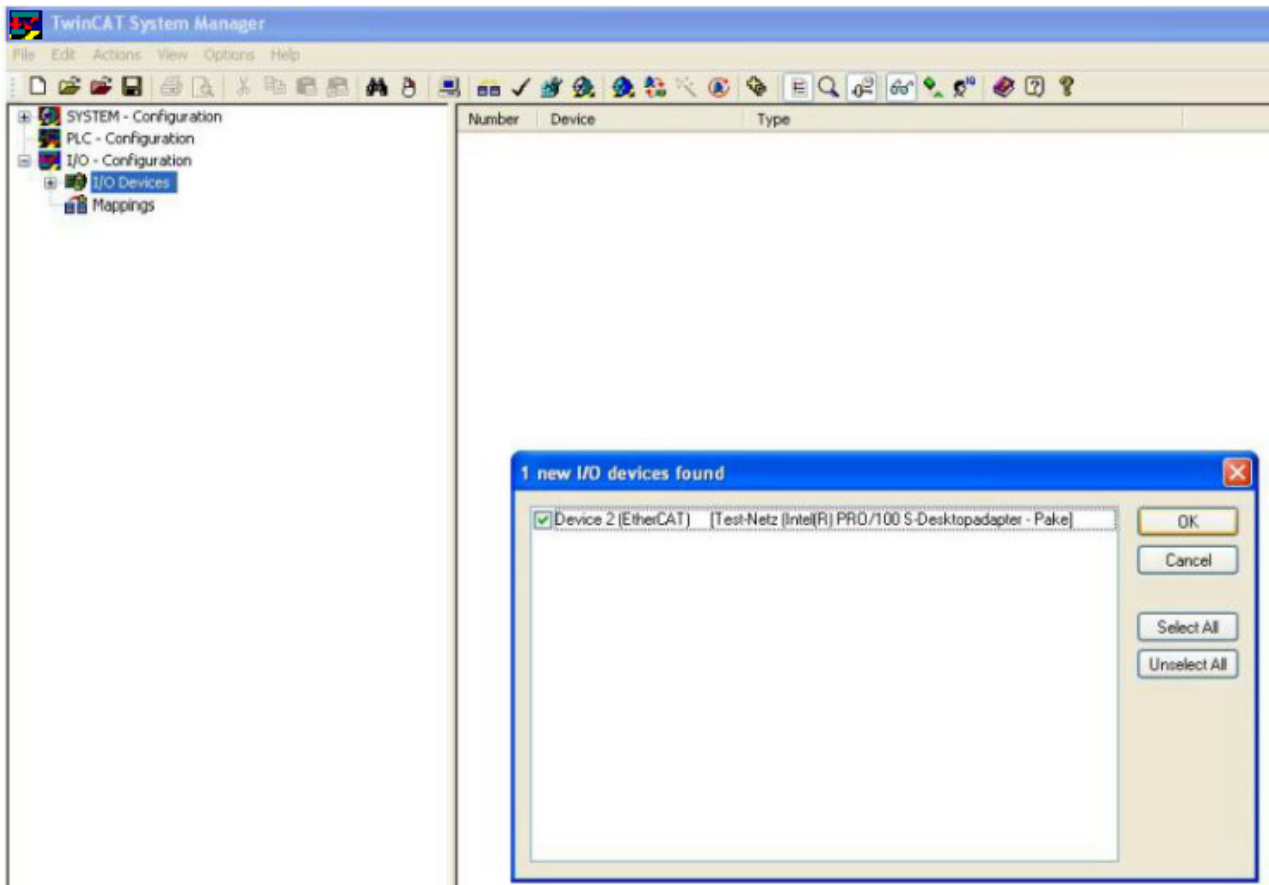 TwinCAT System Manager
File Edit Actions View Options Help
SYSTEM - Configuration
PLC - Configuration
I/O - Configuration
I/O Devices
Mappings
Number Device Type
1 new I/O devices found
Device 2 (EtherCAT) [Test-Netz (Intel(R) PRO/100 S-Desktopadapter - Pake]
OK
Cancel
Select All
Unselect All